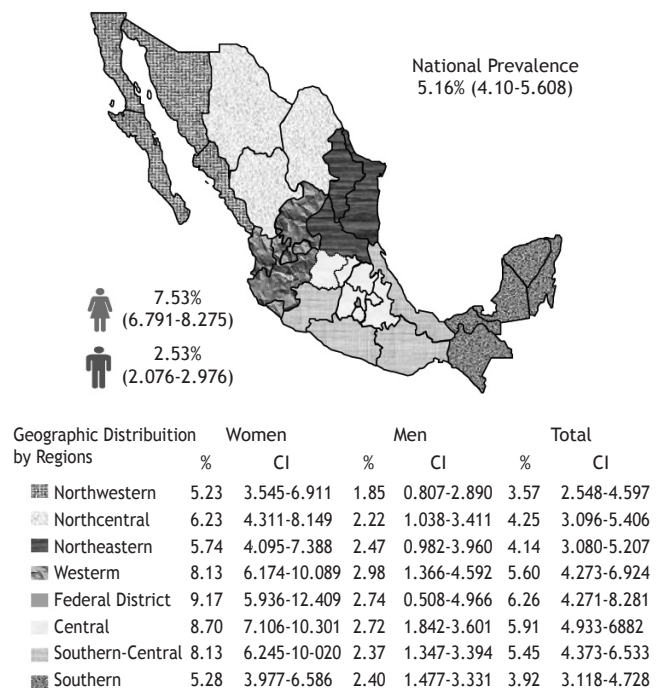 National Prevalence
5.16% (4.10-5.608)
7.53%
(6.791-8.275)
2.53%
(2.076-2.976)
Geographic Distribuition Women Men Total
by Regions % CI % CI % CI
Northwestern 5.23 3.545-6.911 1.85 0.807-2.890 3.57 2.548-4.597
Northcentral 6.23 4.311-8.149 2.22 1.038-3.411 4.25 3.096-5.406
Northeastern 5.74 4.095-7.388 2.47 0.982-3.960 4.14 3.080-5.207
Westerm 8.13 6.174-10.089 2.98 1.366-4.592 5.60 4.273-6.924
Federal District 9.17 5.936-12.409 2.74 0.508-4.966 6.26 4.271-8.281
Central 8.70 7.106-10.301 2.72 1.842-3.601 5.91 4.933-6882
Southern-Central 8.13 6.245-10-020 2.37 1.347-3.394 5.45 4.373-6.533
Southern 5.28 3.977-6.586 2.40 1.477-3.331 3.92 3.118-4.728